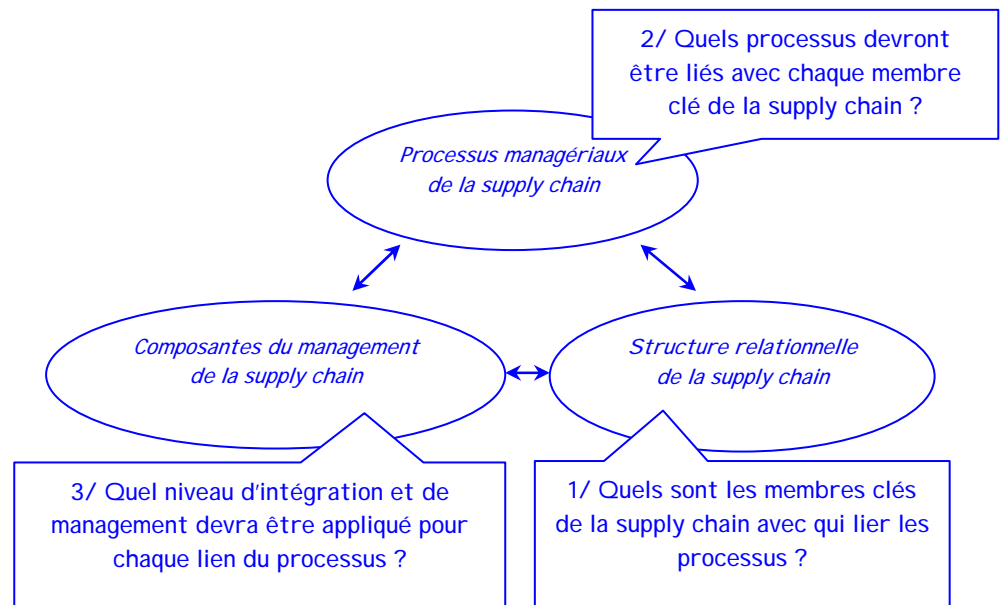 2/ Quels processus devront
être liés avec chaque membre
clé de la supply chain ?
Processus managériaux
de la supply chain
Composantes du management
de la supply chain
Structure relationnelle
de la supply chain
3/ Quel niveau d'intégration et de
management devra être appliqué pour
chaque lien du processus ?
1/ Quels sont les membres clés
de la supply chain avec qui lier les
processus ?